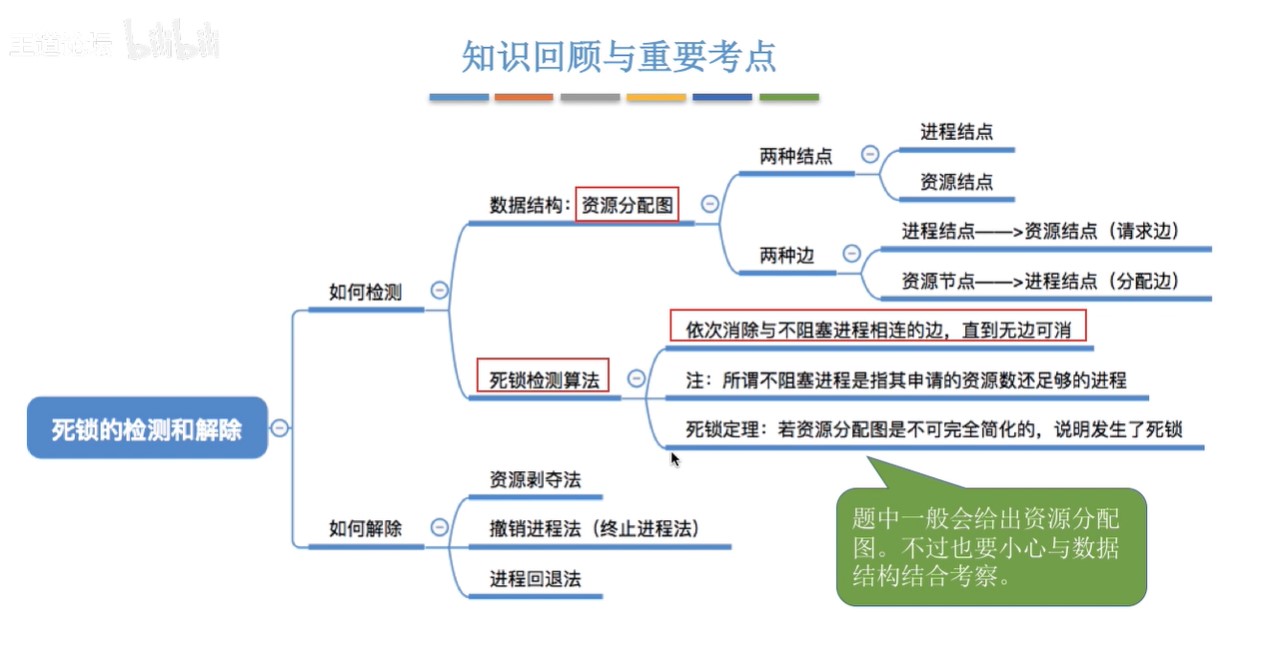 王道论坛 bilibili
知识回顾与重要考点
进程结点
两种结点
资源结点
数据结构：资源分配图
进程结点——>资源结点（请求边）
两种边
资源节点——>进程结点（分配边）
如何检测
依次消除与不阻塞进程相连的边，直到无边可消
死锁检测算法
注：所谓不阻塞进程是指其申请的资源数还足够的进程
死锁定理：若资源分配图是不可完全简化的，说明发生了死锁
死锁的检测和解除
资源剥夺法
如何解除
撤销进程法（终止进程法）
进程回退法
题中一般会给出资源分配
图。不过也要小心与数据
结构结合考察。